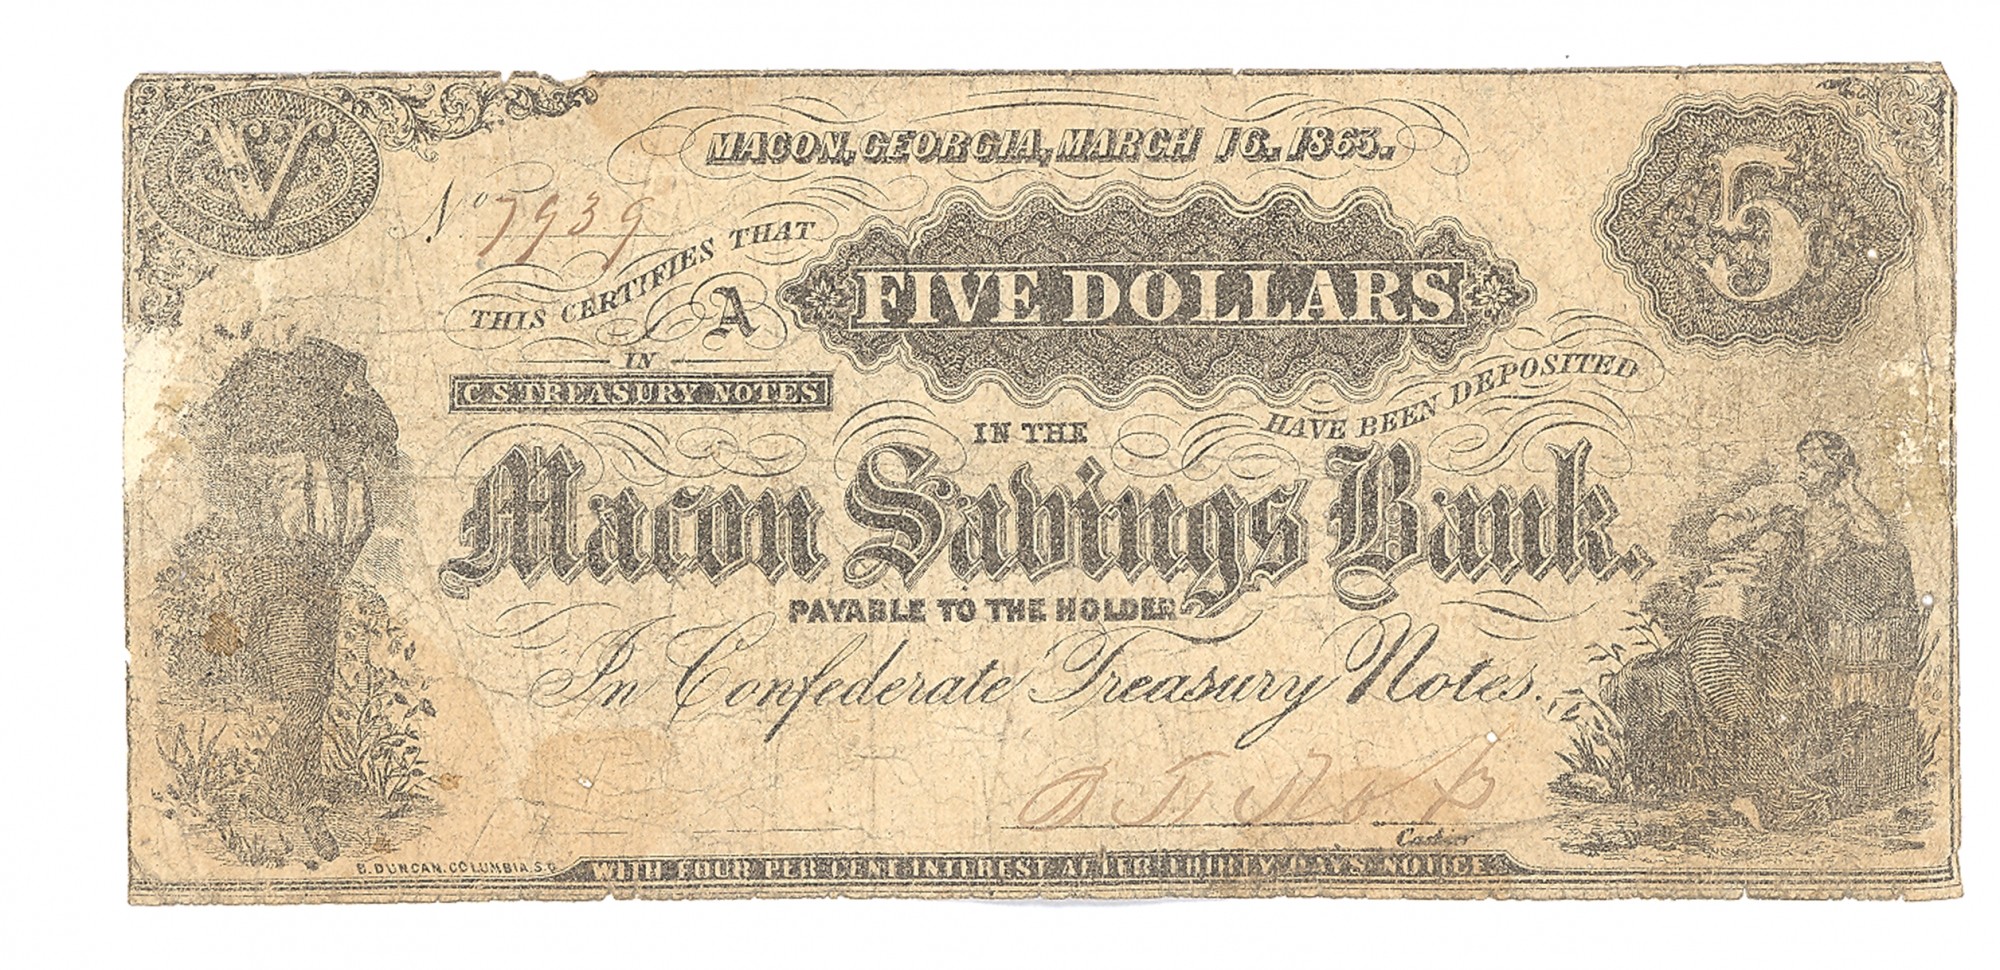 V
MACON, GEORGIA, MARCH 16. 1863.
5
No 7939
THIS CERTIFIES THAT
A
FIVE DOLLARS
IN
C S TREASURY NOTES
HAVE BEEN DEPOSITED
IN THE
Macon Savings Bank.
PAYABLE TO THE HOLDER
In Confederate Treasury Notes.
Cashier
B. DUNCAN. COLUMBIA. S.C.
WITH FOUR PER CENT INTEREST AFTER THIRTY DAYS NOTICE